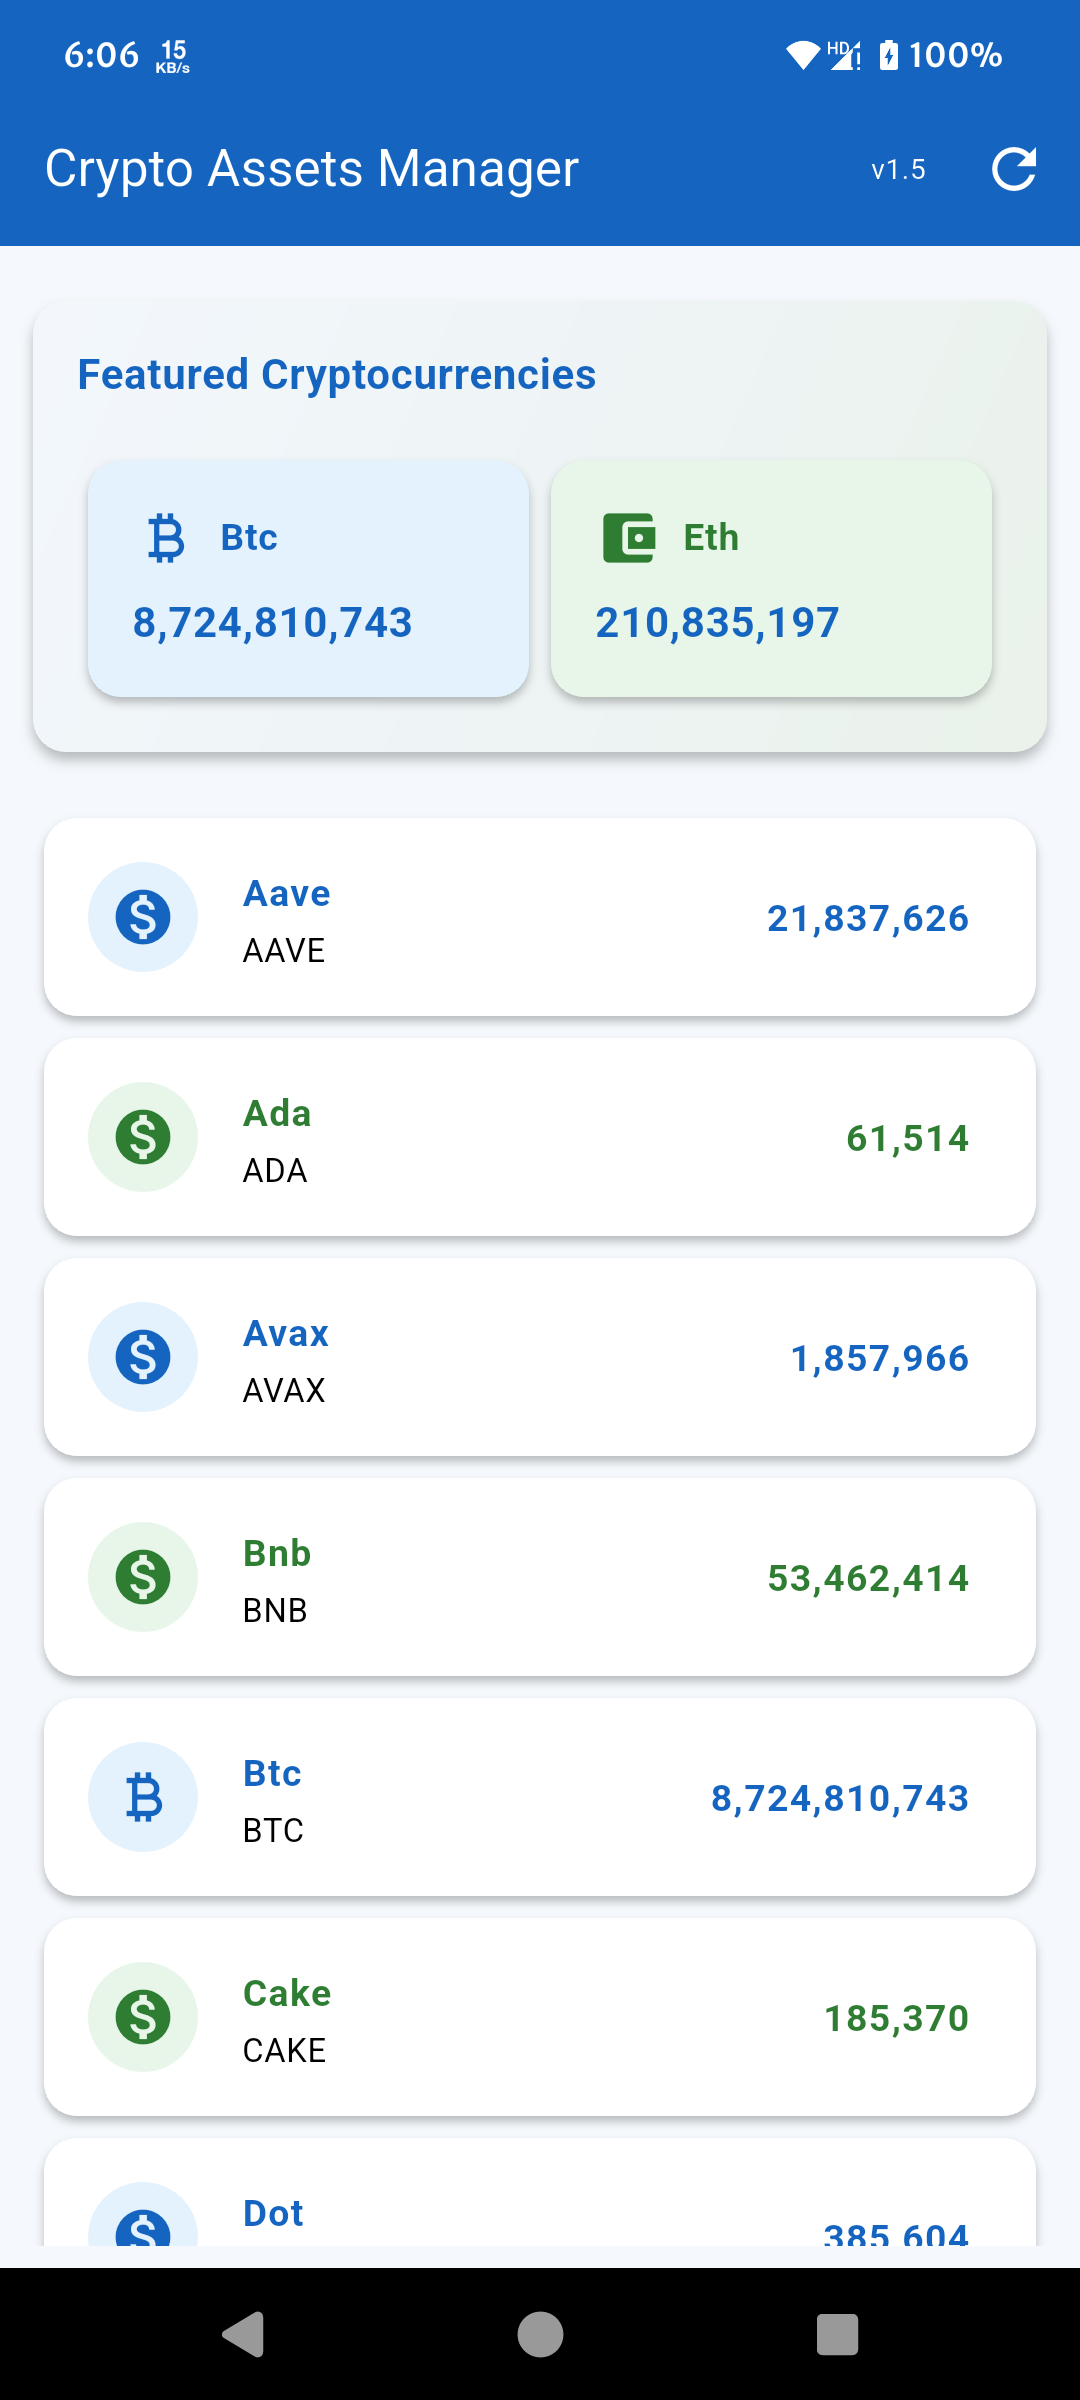 6:06 15 KB/s HD 100%
Crypto Assets Manager v1.5
Featured Cryptocurrencies
Btc
8,724,810,743
Eth
210,835,197
Aave
AAVE
21,837,626
Ada
ADA
61,514
Avax
AVAX
1,857,966
Bnb
BNB
53,462,414
Btc
BTC
8,724,810,743
Cake
CAKE
185,370
Dot
385,604